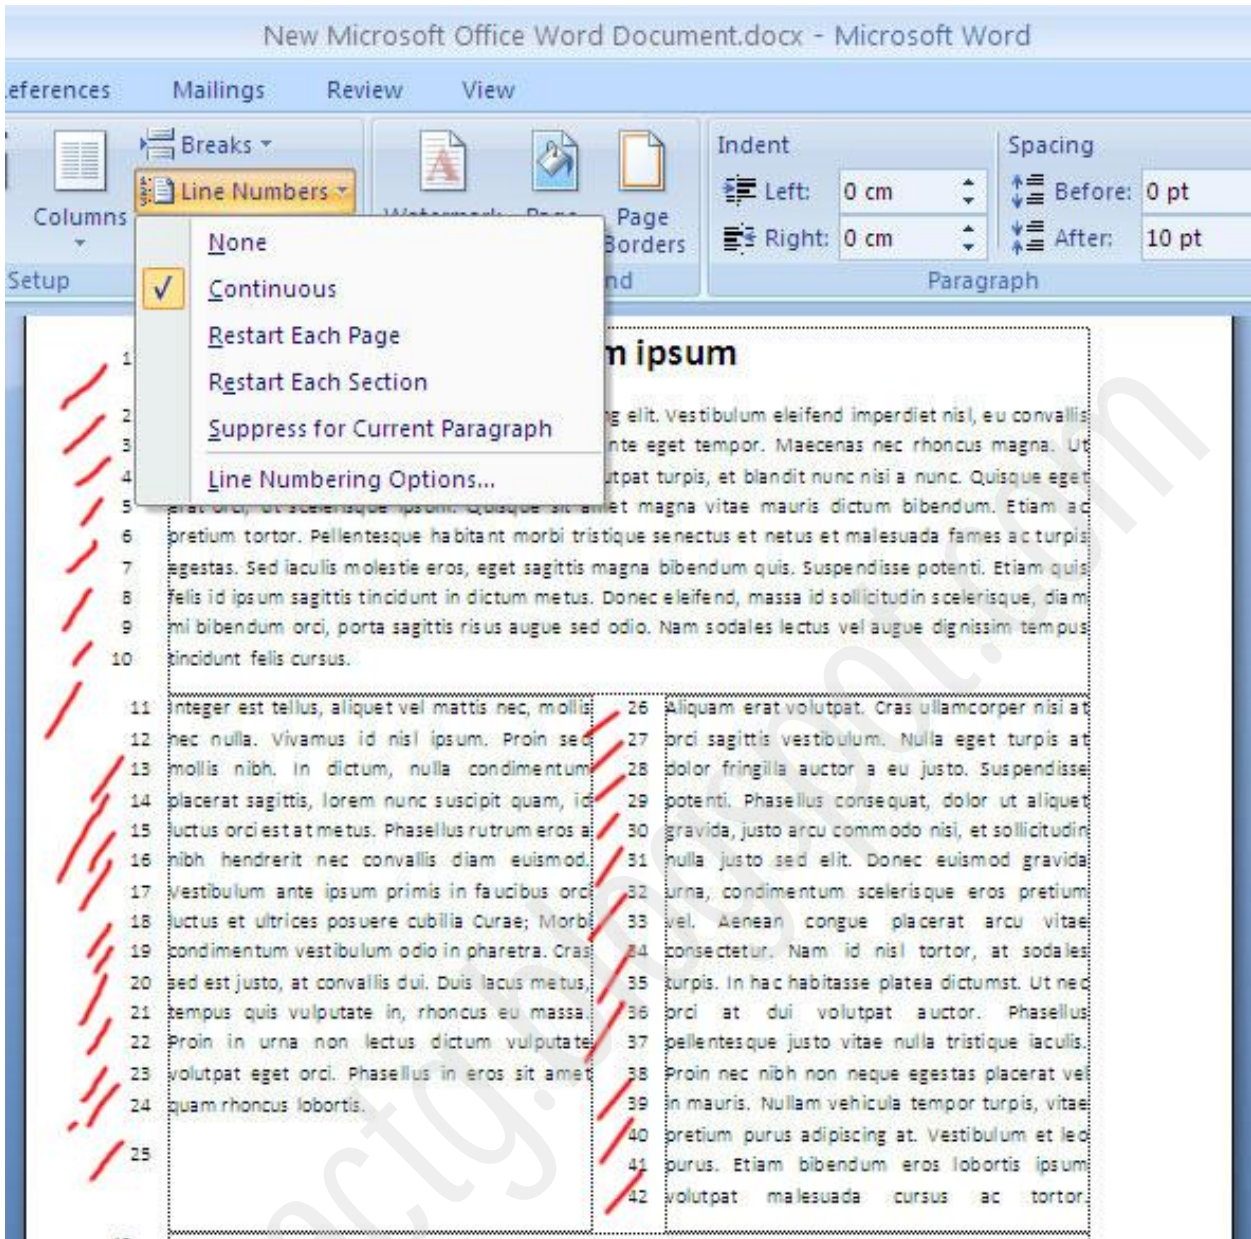 New Microsoft Office Word Document.docx - Microsoft Word
eferences Mailings Review View
Breaks
Line Numbers
Columns
Page
Page
Borders
Setup
Indent
Left: 0 cm
Right: 0 cm
Spacing
Before: 0 pt
After: 10 pt
Paragraph
None
Continuous
Restart Each Page
Restart Each Section
Suppress for Current Paragraph
Line Numbering Options...
1 m ipsum
2 g elit. Vestibulum eleifend imperdiet nisl, eu convallis
3 nte eget tempor. Maecenas nec rhoncus magna. Ut
4 utpat turpis, et blandit nunc nisi a nunc. Quisque eget
5 erat orci, ut scelerisque ipsum. Quisque sit amet magna vitae mauris dictum bibendum. Etiam ac
6 pretium tortor. Pellentesque habitant morbi tristique senectus et netus et malesuada fames ac turpis
7 egestas. Sed iaculis molestie eros, eget sagittis magna bibendum quis. Suspendisse potenti. Etiam quis
8 felis id ipsum sagittis tincidunt in dictum metus. Donec eleifend, massa id sollicitudin scelerisque, diam
9 mi bibendum orci, porta sagittis risus augue sed odio. Nam sodales lectus vel augue dignissim tempus
10 tincidunt felis cursus.
11 Integer est tellus, aliquet vel mattis nec, mollis
12 nec nulla. Vivamus id nisl ipsum. Proin sed
13 mollis nibh. In dictum, nulla condimentum
14 placerat sagittis, lorem nunc suscipit quam, id
15 luctus orci est at metus. Phasellus rutrum eros a
16 nibh hendrerit nec convallis diam euismod.
17 Vestibulum ante ipsum primis in faucibus orci
18 luctus et ultrices posuere cubilia Curae; Morbi
19 condimentum vestibulum odio in pharetra. Cras
20 sed est justo, at convallis dui. Duis lacus metus,
21 tempus quis vulputate in, rhoncus eu massa.
22 Proin in urna non lectus dictum vulputate
23 volutpat eget orci. Phasellus in eros sit amet
24 quam rhoncus lobortis.
25
26 Aliquam erat volutpat. Cras ullamcorper nisi at
27 orci sagittis vestibulum. Nulla eget turpis at
28 dolor fringilla auctor a eu justo. Suspendisse
29 potenti. Phasellus consequat, dolor ut aliquet
30 gravida, justo arcu commodo nisi, et sollicitudin
31 nulla justo sed elit. Donec euismod gravida
32 urna, condimentum scelerisque eros pretium
33 vel. Aenean congue placerat arcu vitae
34 consectetur. Nam id nisl tortor, at sodales
35 turpis. In hac habitasse platea dictumst. Ut nec
36 orci at dui volutpat auctor. Phasellus
37 pellentesque justo vitae nulla tristique iaculis.
38 Proin nec nibh non neque egestas placerat vel
39 in mauris. Nullam vehicula tempor turpis, vitae
40 pretium purus adipiscing at. Vestibulum et leo
41 purus. Etiam bibendum eros lobortis ipsum
42 volutpat malesuada cursus ac tortor.